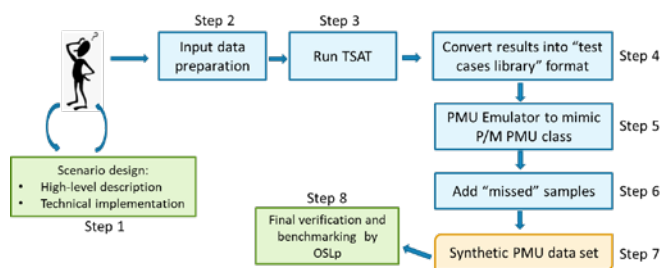 Step 2
Step 3
Input data
preparation
Run TSAT
Convert results into “test
cases library” format
Step 4
PMU Emulator to mimic
P/M PMU class
Step 5
Scenario design:
• High-level description
• Technical implementation
Step 1
Step 8
Final verification and
benchmarking by
OSLp
Add “missed” samples
Step 6
Synthetic PMU data set
Step 7